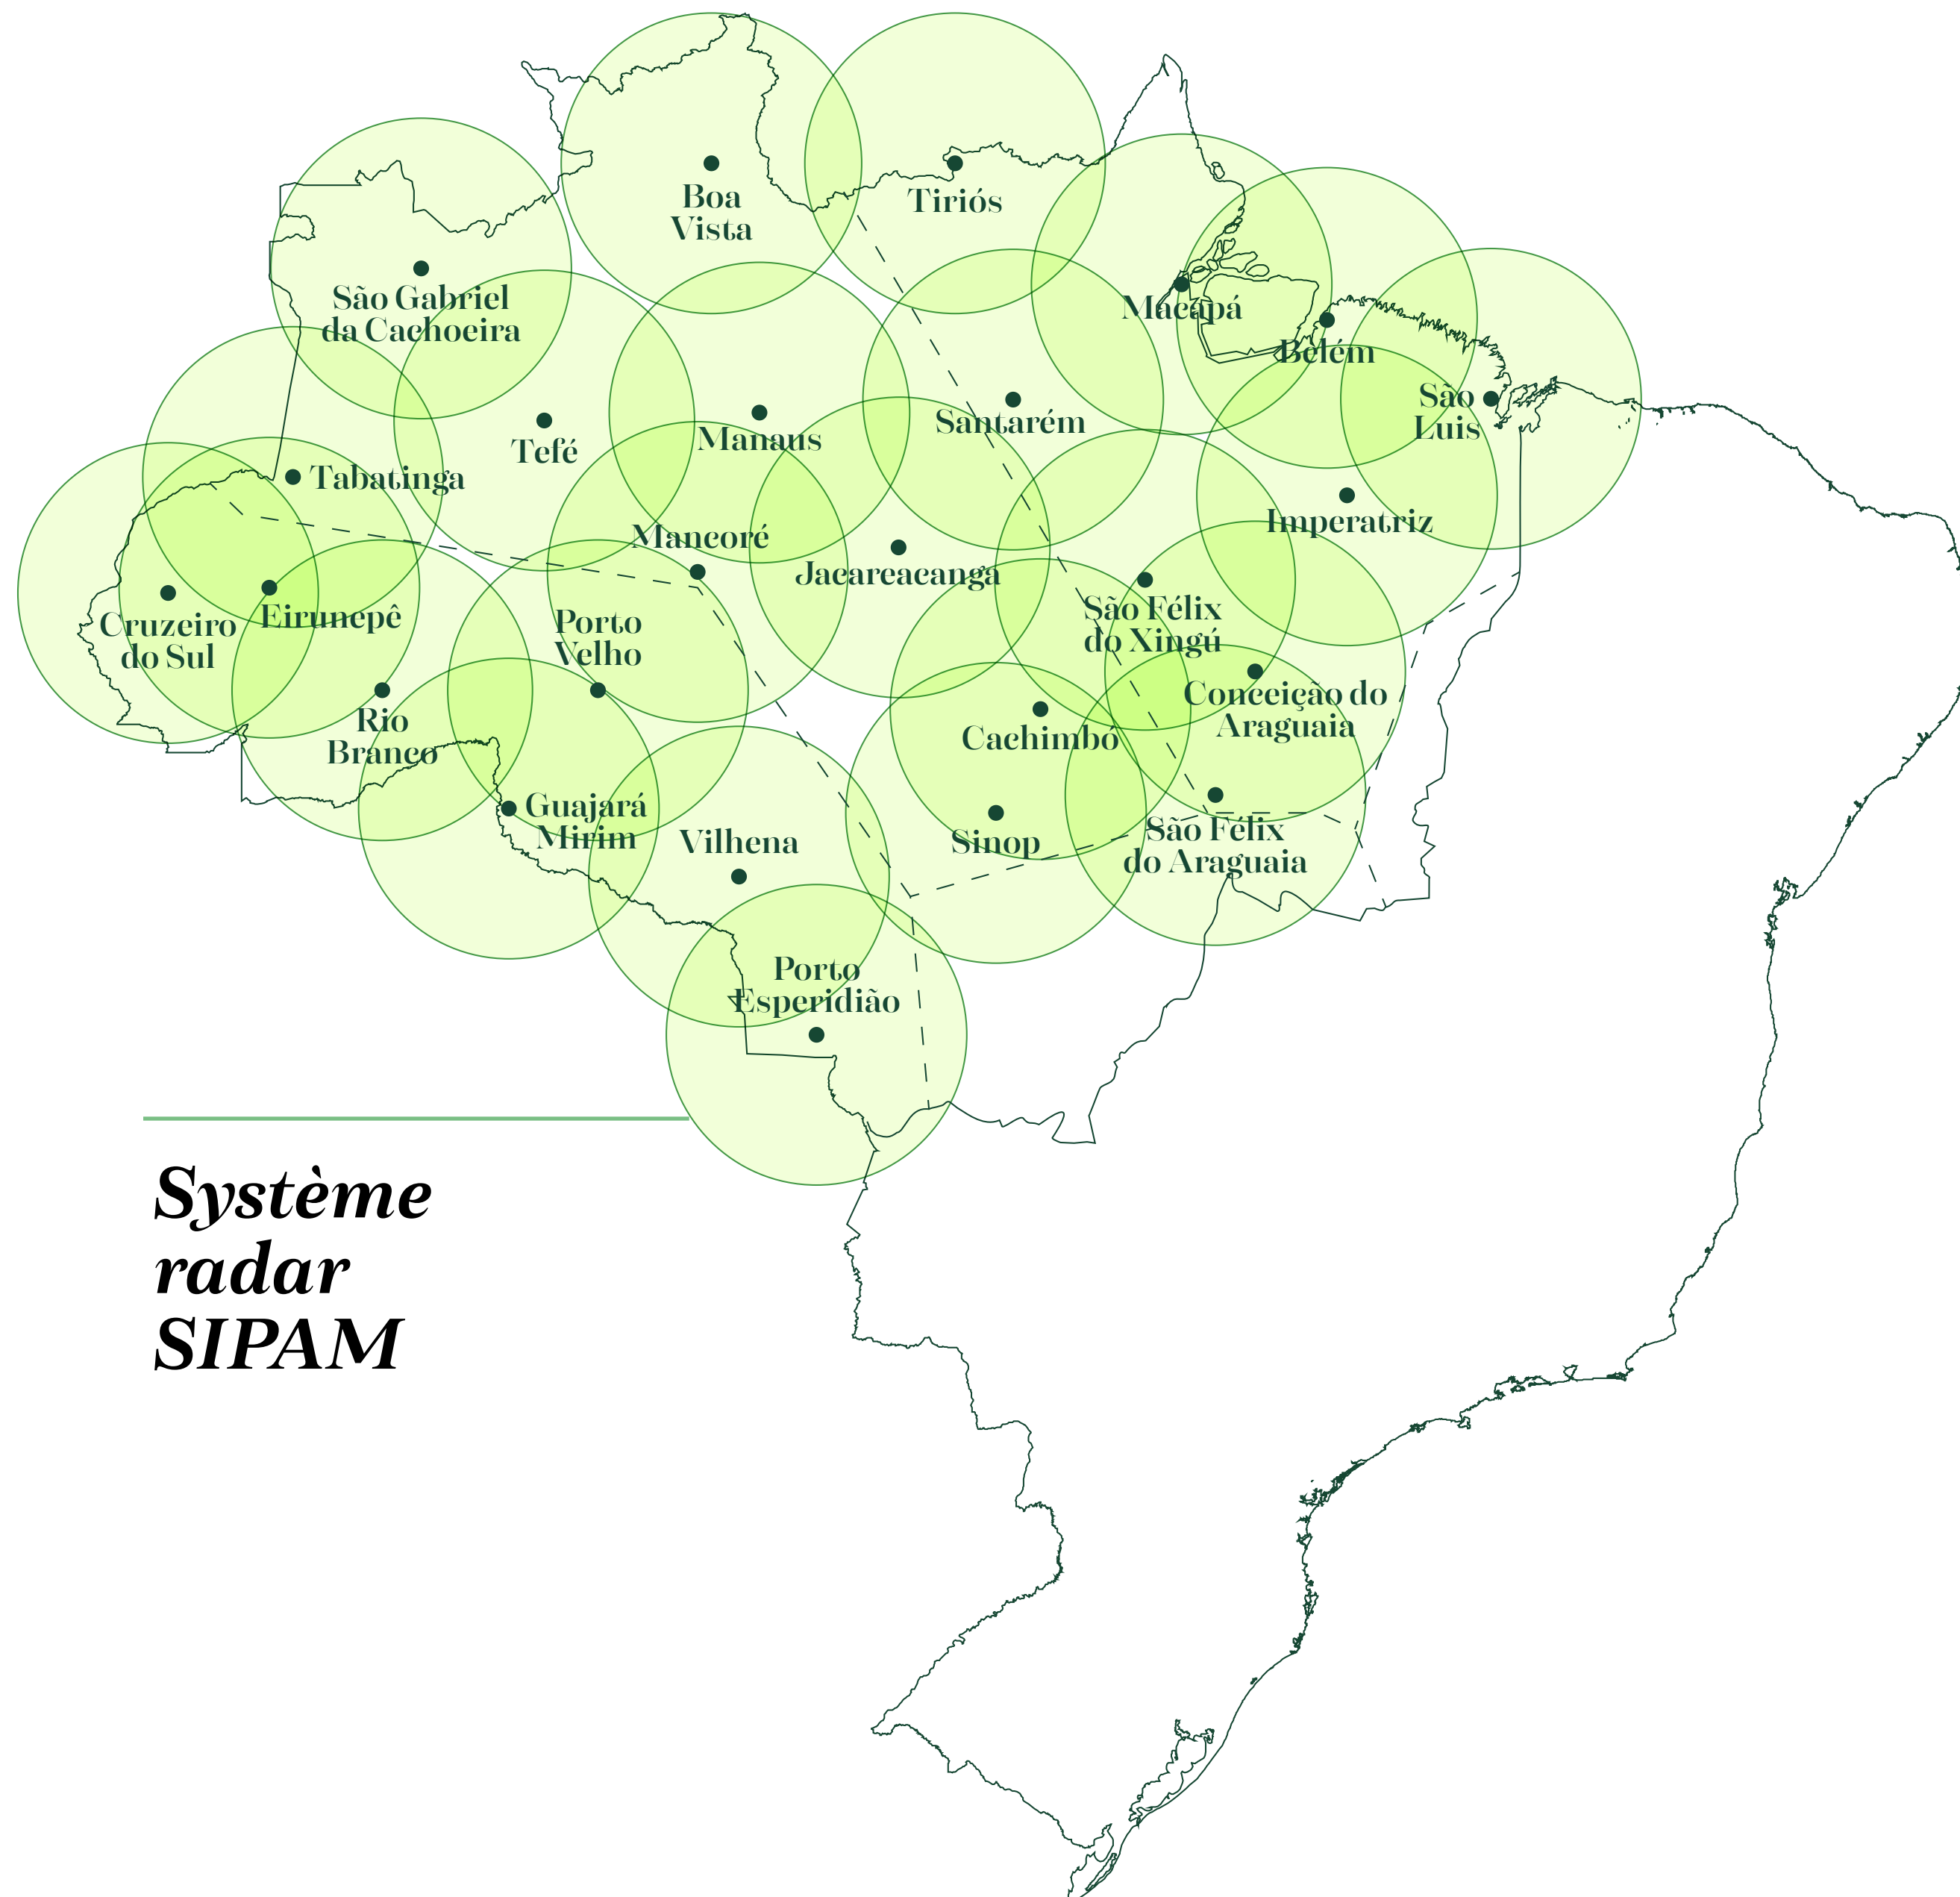 Boa
Vista
Tiriós
São Gabriel
da Cachoeira
Macapá
Belém
São
Luis
Santarém
Manaus
Tefé
Tabatinga
Imperatriz
Mancoré
Jacareacanga
São Félix
do Xingú
Eirunepê
Cruzeiro
do Sul
Porto
Velho
Rio
Branco
Conceição do
Araguaia
Cachimbó
Guajará
Mirim
Vilhena
Sinop
São Félix
do Araguaia
Porto
Esperidião
Système
radar
SIPAM